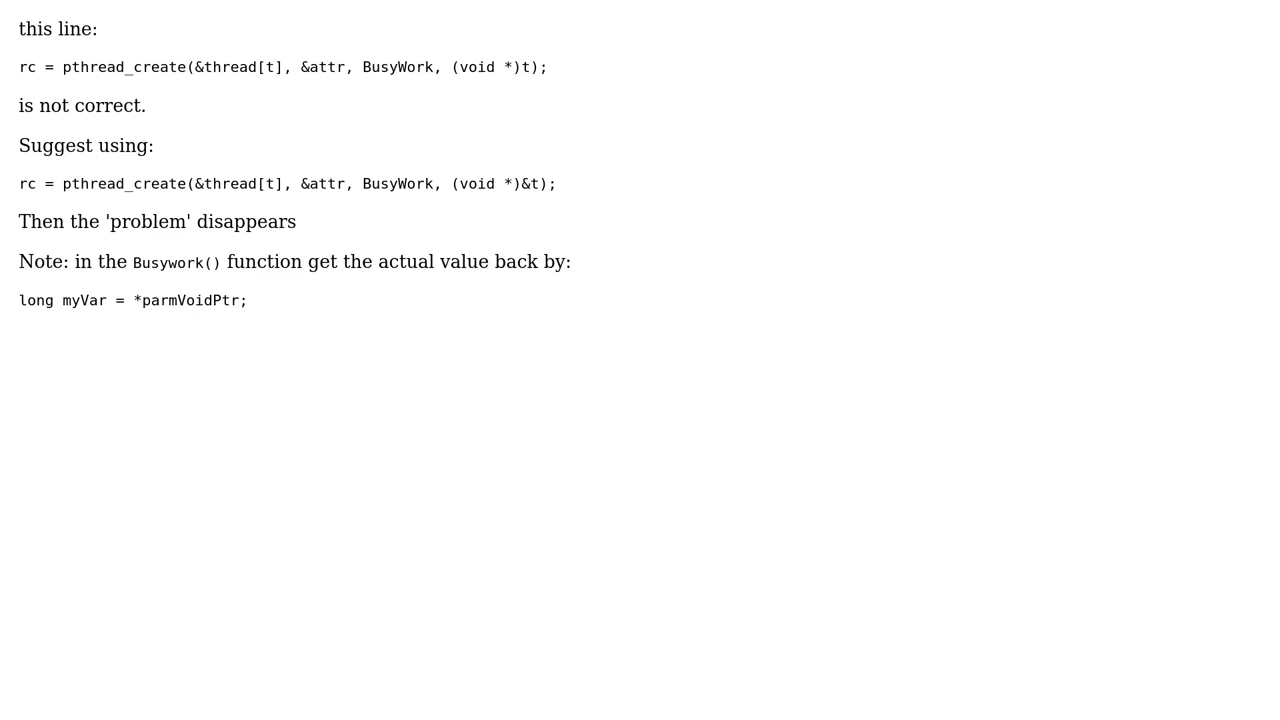 this line:
rc = pthread_create(&thread[t], &attr, BusyWork, (void *)t);
is not correct.
Suggest using:
rc = pthread_create(&thread[t], &attr, BusyWork, (void *)&t);
Then the 'problem' disappears
Note: in the Busywork() function get the actual value back by:
long myVar = *parmVoidPtr;